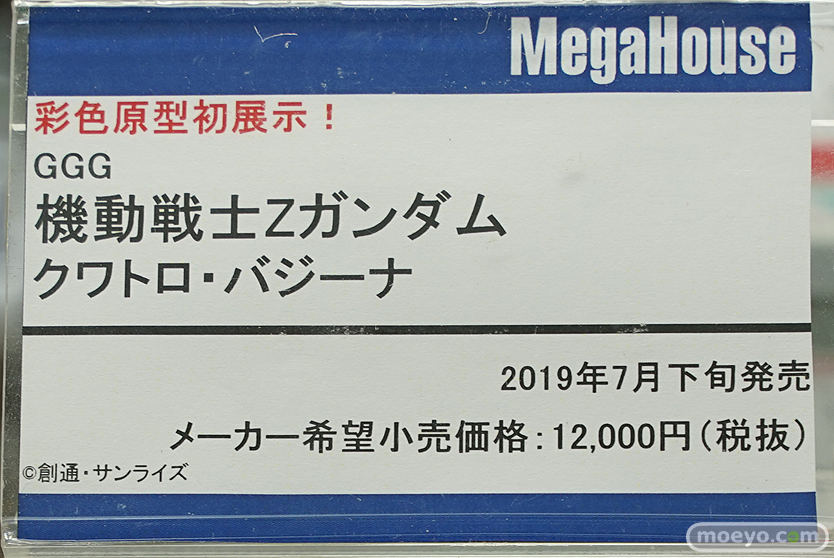 MegaHouse
彩色原型初展示！
GGG
機動戦士Zガンダム
クワトロ・バジーナ
2019年7月下旬発売
メーカー希望小売価格：12,000円（税抜）
©創通・サンライズ
moeyo.com